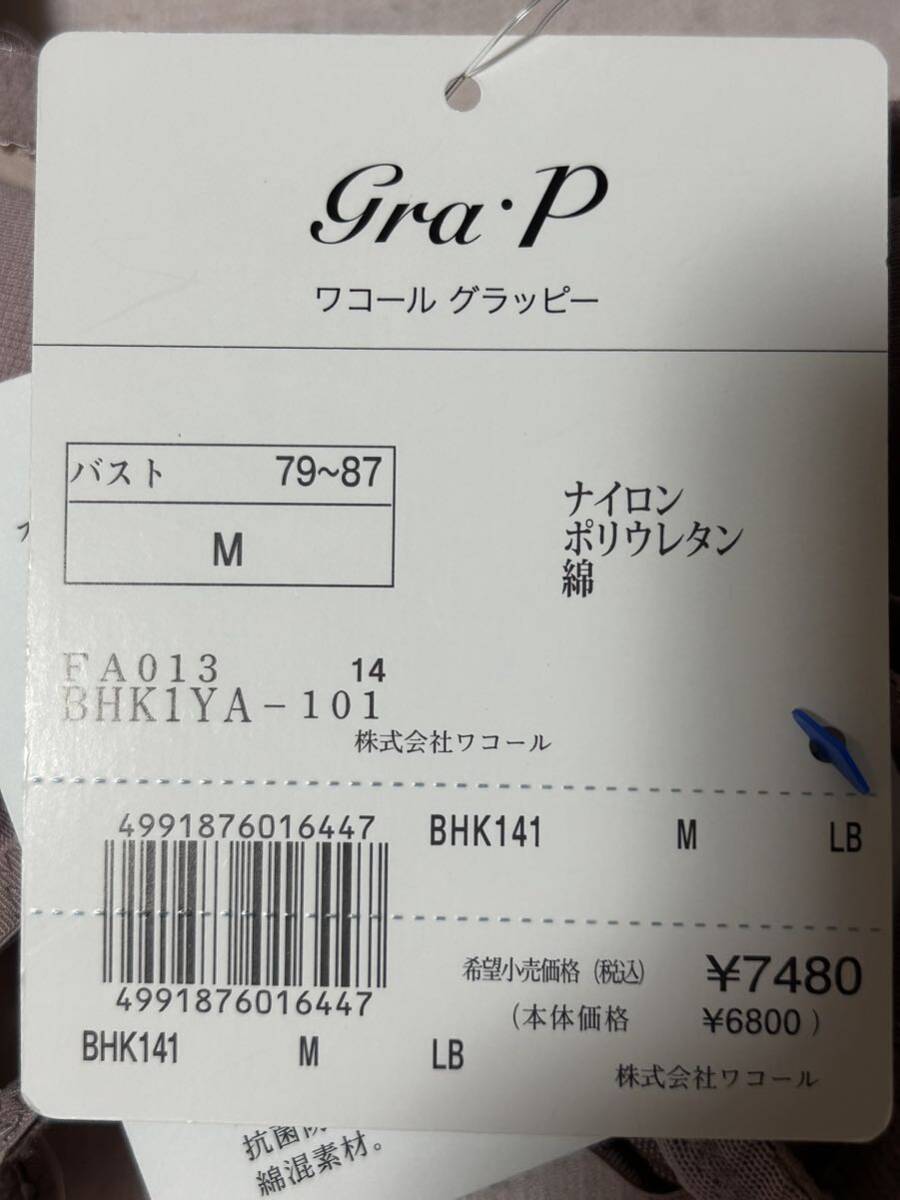 Gra·P
ワコール グラッピー
バスト 79~87
M
ナイロン
ポリウレタン
綿
FA013 14
BHK1YA-101
株式会社ワコール
4991876016447 BHK141 M LB
4991876016447
希望小売価格(税込) ¥7480
(本体価格 ¥6800)
BHK141 M LB
株式会社ワコール
抗菌防
綿混素材。